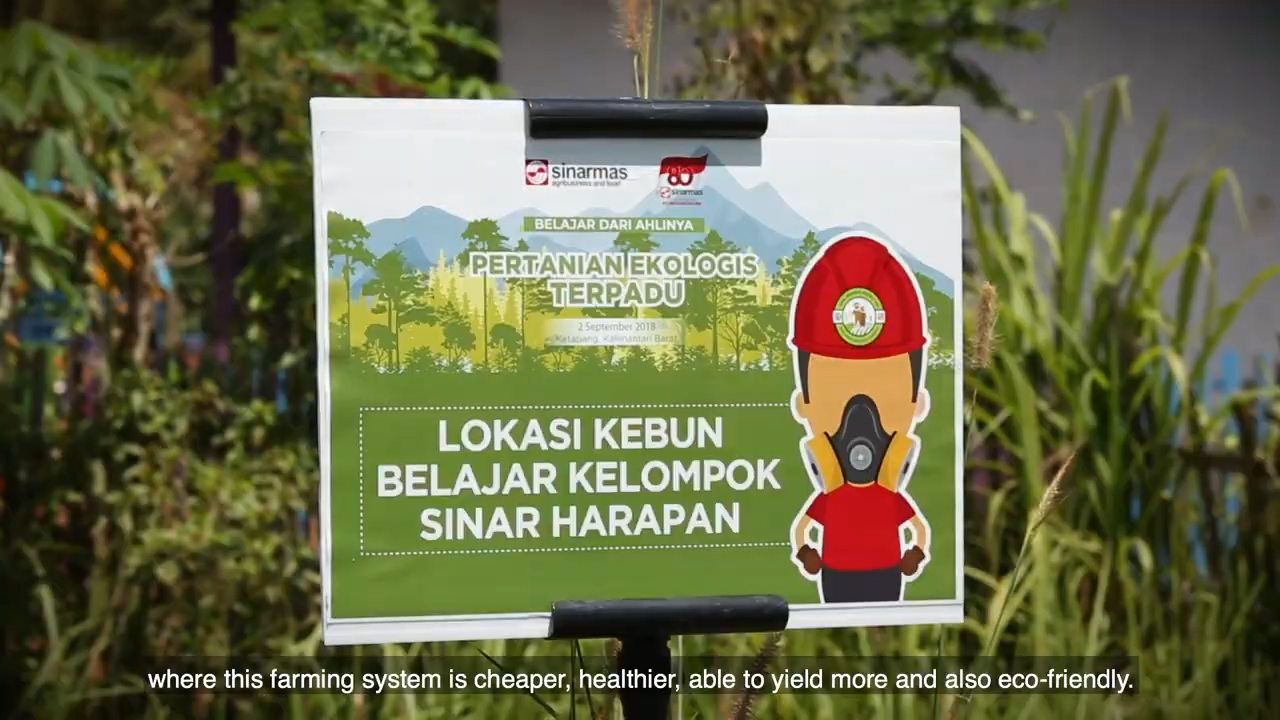 sinarmas
agribusiness and food
80
sinarmas
BELAJAR DARI AHLINYA
PERTANIAN EKOLOGIS
TERPADU
2 September 2018
Ketapang, Kalimantan Barat
LOKASI KEBUN
BELAJAR KELOMPOK
SINAR HARAPAN
where this farming system is cheaper, healthier, able to yield more and also eco-friendly.